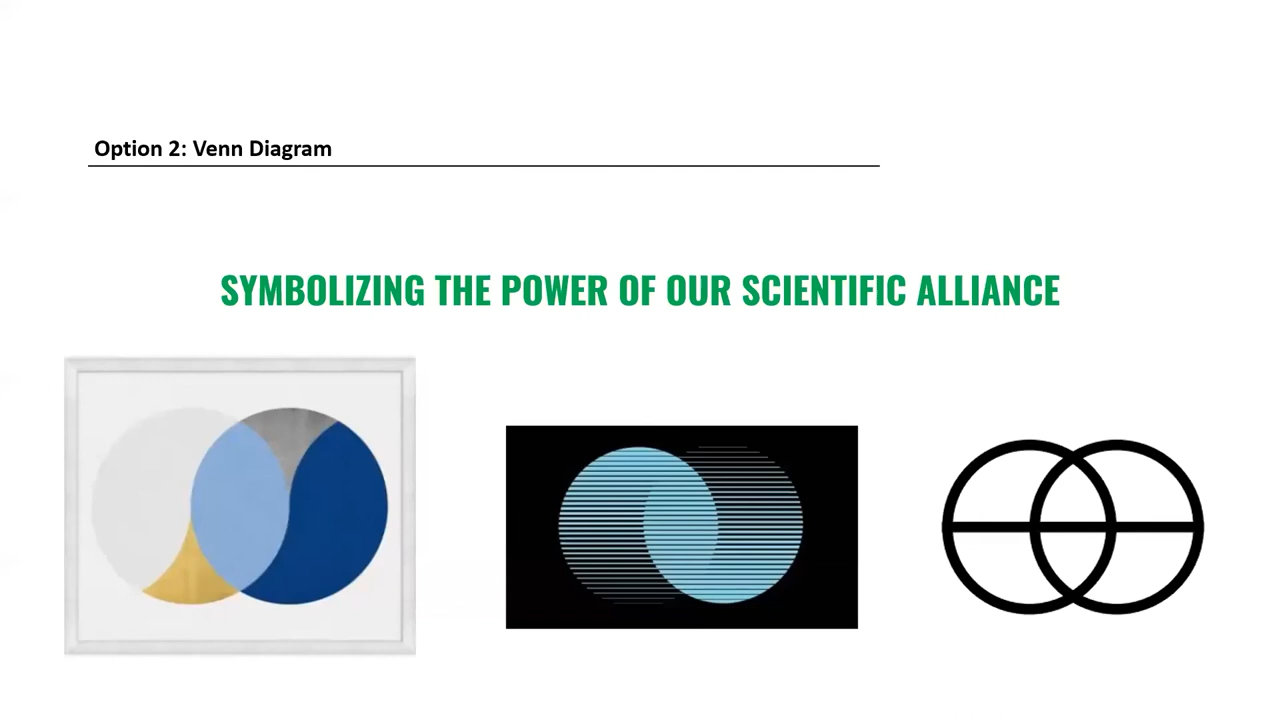 Option 2: Venn Diagram
SYMBOLIZING THE POWER OF OUR SCIENTIFIC ALLIANCE